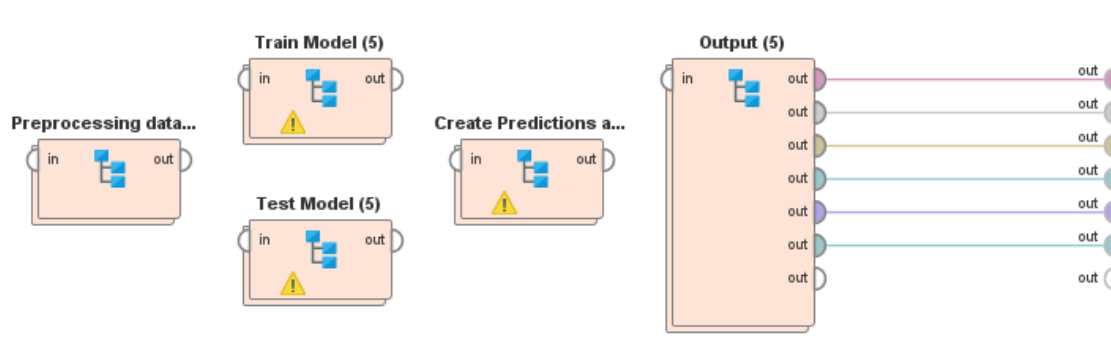 Train Model (5)
in out
Preprocessing data...
in out
Test Model (5)
in out
Create Predictions a...
in out
Output (5)
in out
out
out
out
out
out
out
out
out
out
out
out
out
out